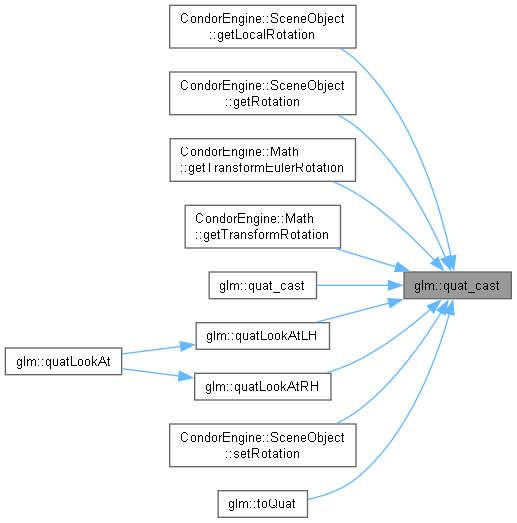 CondorEngine::SceneObject
::getLocalRotation
CondorEngine::SceneObject
::getRotation
CondorEngine::Math
::getTransformEulerRotation
CondorEngine::Math
::getTransformRotation
glm::quat_cast
glm::quat_cast
glm::quatLookAtLH
glm::quatLookAt
glm::quatLookAtRH
CondorEngine::SceneObject
::setRotation
glm::toQuat